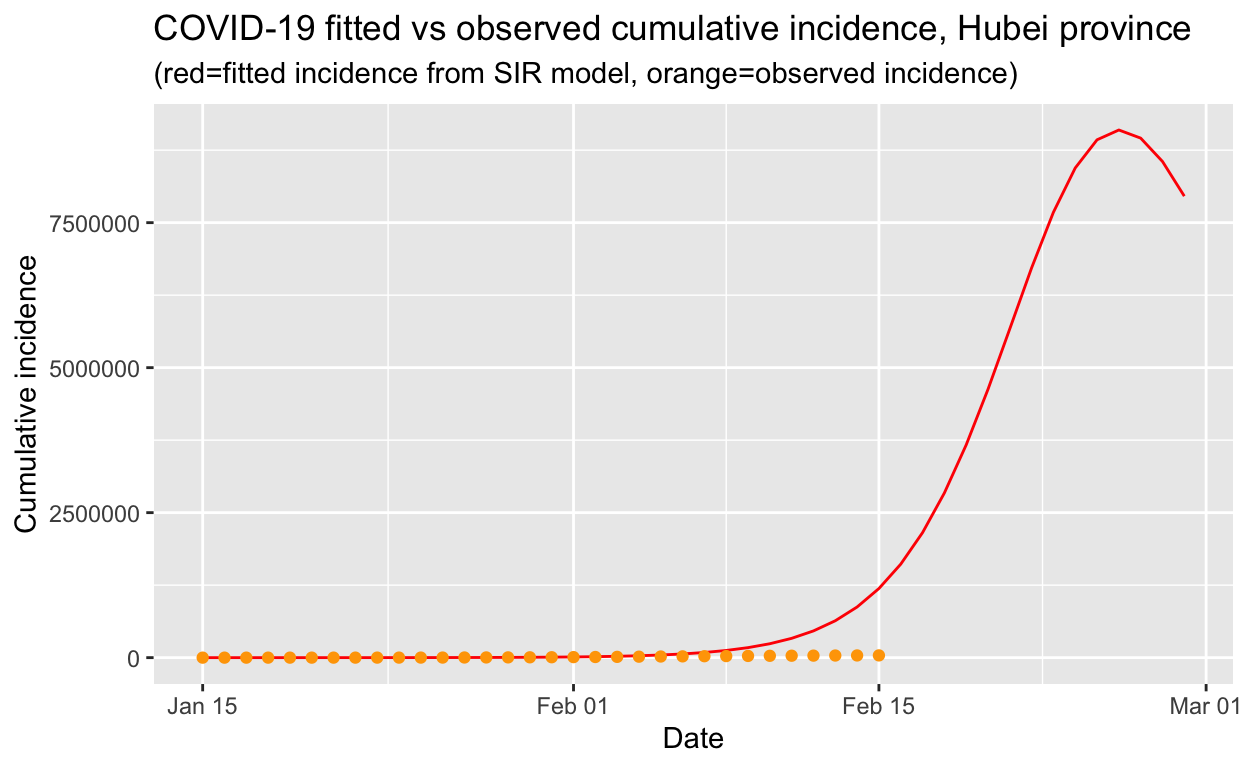 COVID-19 fitted vs observed cumulative incidence, Hubei province
(red=fitted incidence from SIR model, orange=observed incidence)
Cumulative incidence
7500000
5000000
2500000
0
Jan 15
Feb 01
Feb 15
Mar 01
Date